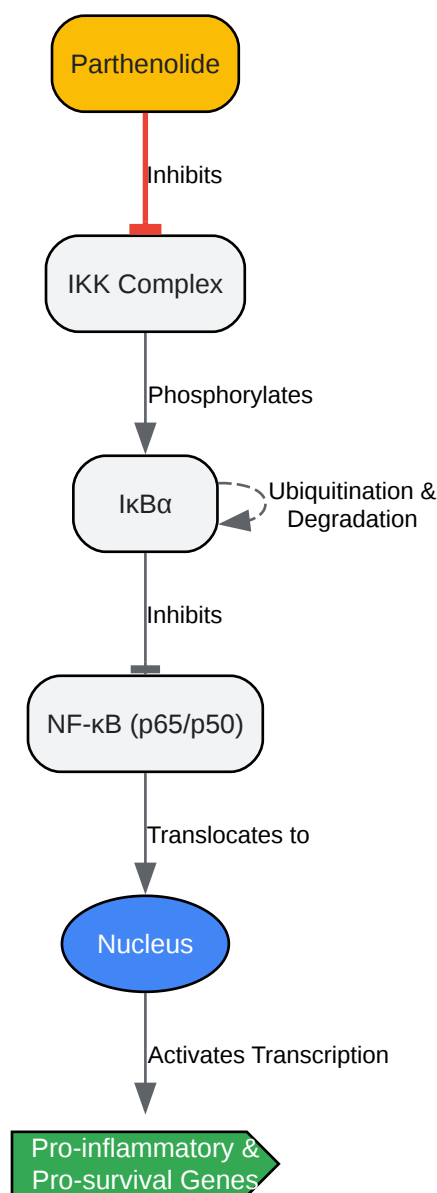 Parthenolide
Inhibits
IKK Complex
Phosphorylates
IκBα
Ubiquitination &
Degradation
Inhibits
NF-κB (p65/p50)
Translocates to
Nucleus
Activates Transcription
Pro-inflammatory &
Pro-survival Genes